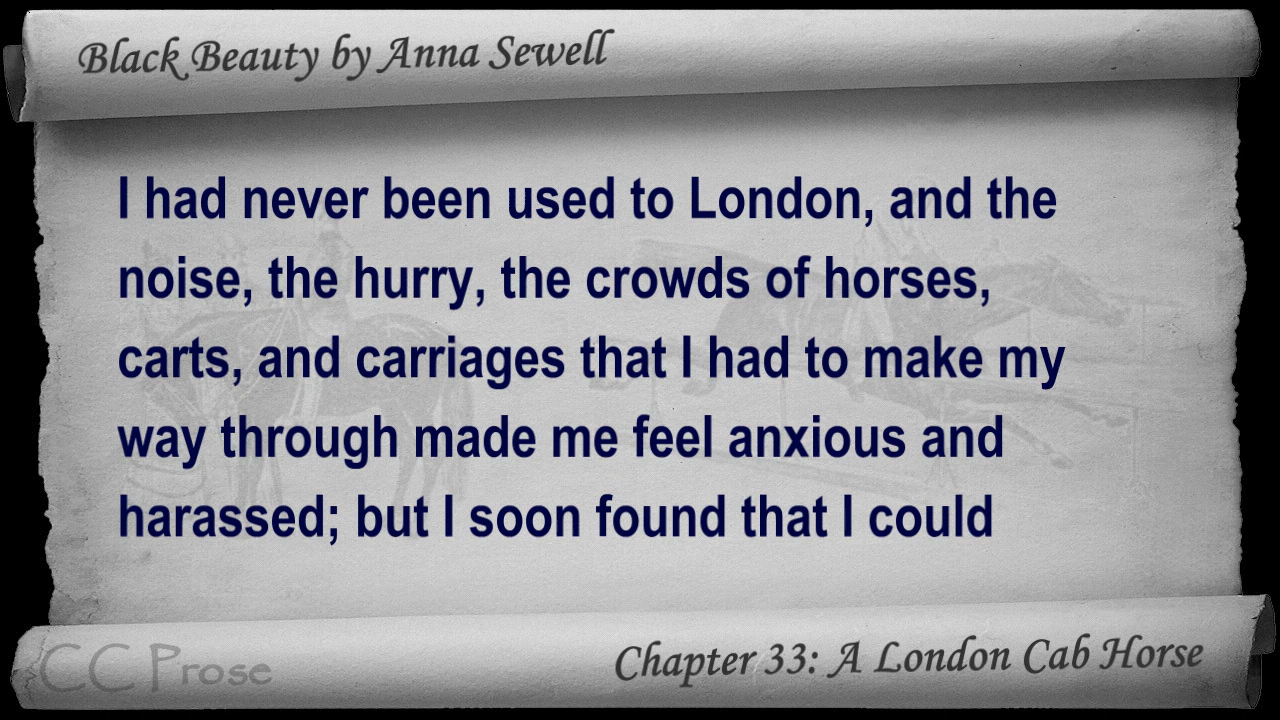 Black Beauty by Anna Sewell
I had never been used to London, and the
noise, the hurry, the crowds of horses,
carts, and carriages that I had to make my
way through made me feel anxious and
harassed; but I soon found that I could
CC Prose
Chapter 33: A London Cab Horse